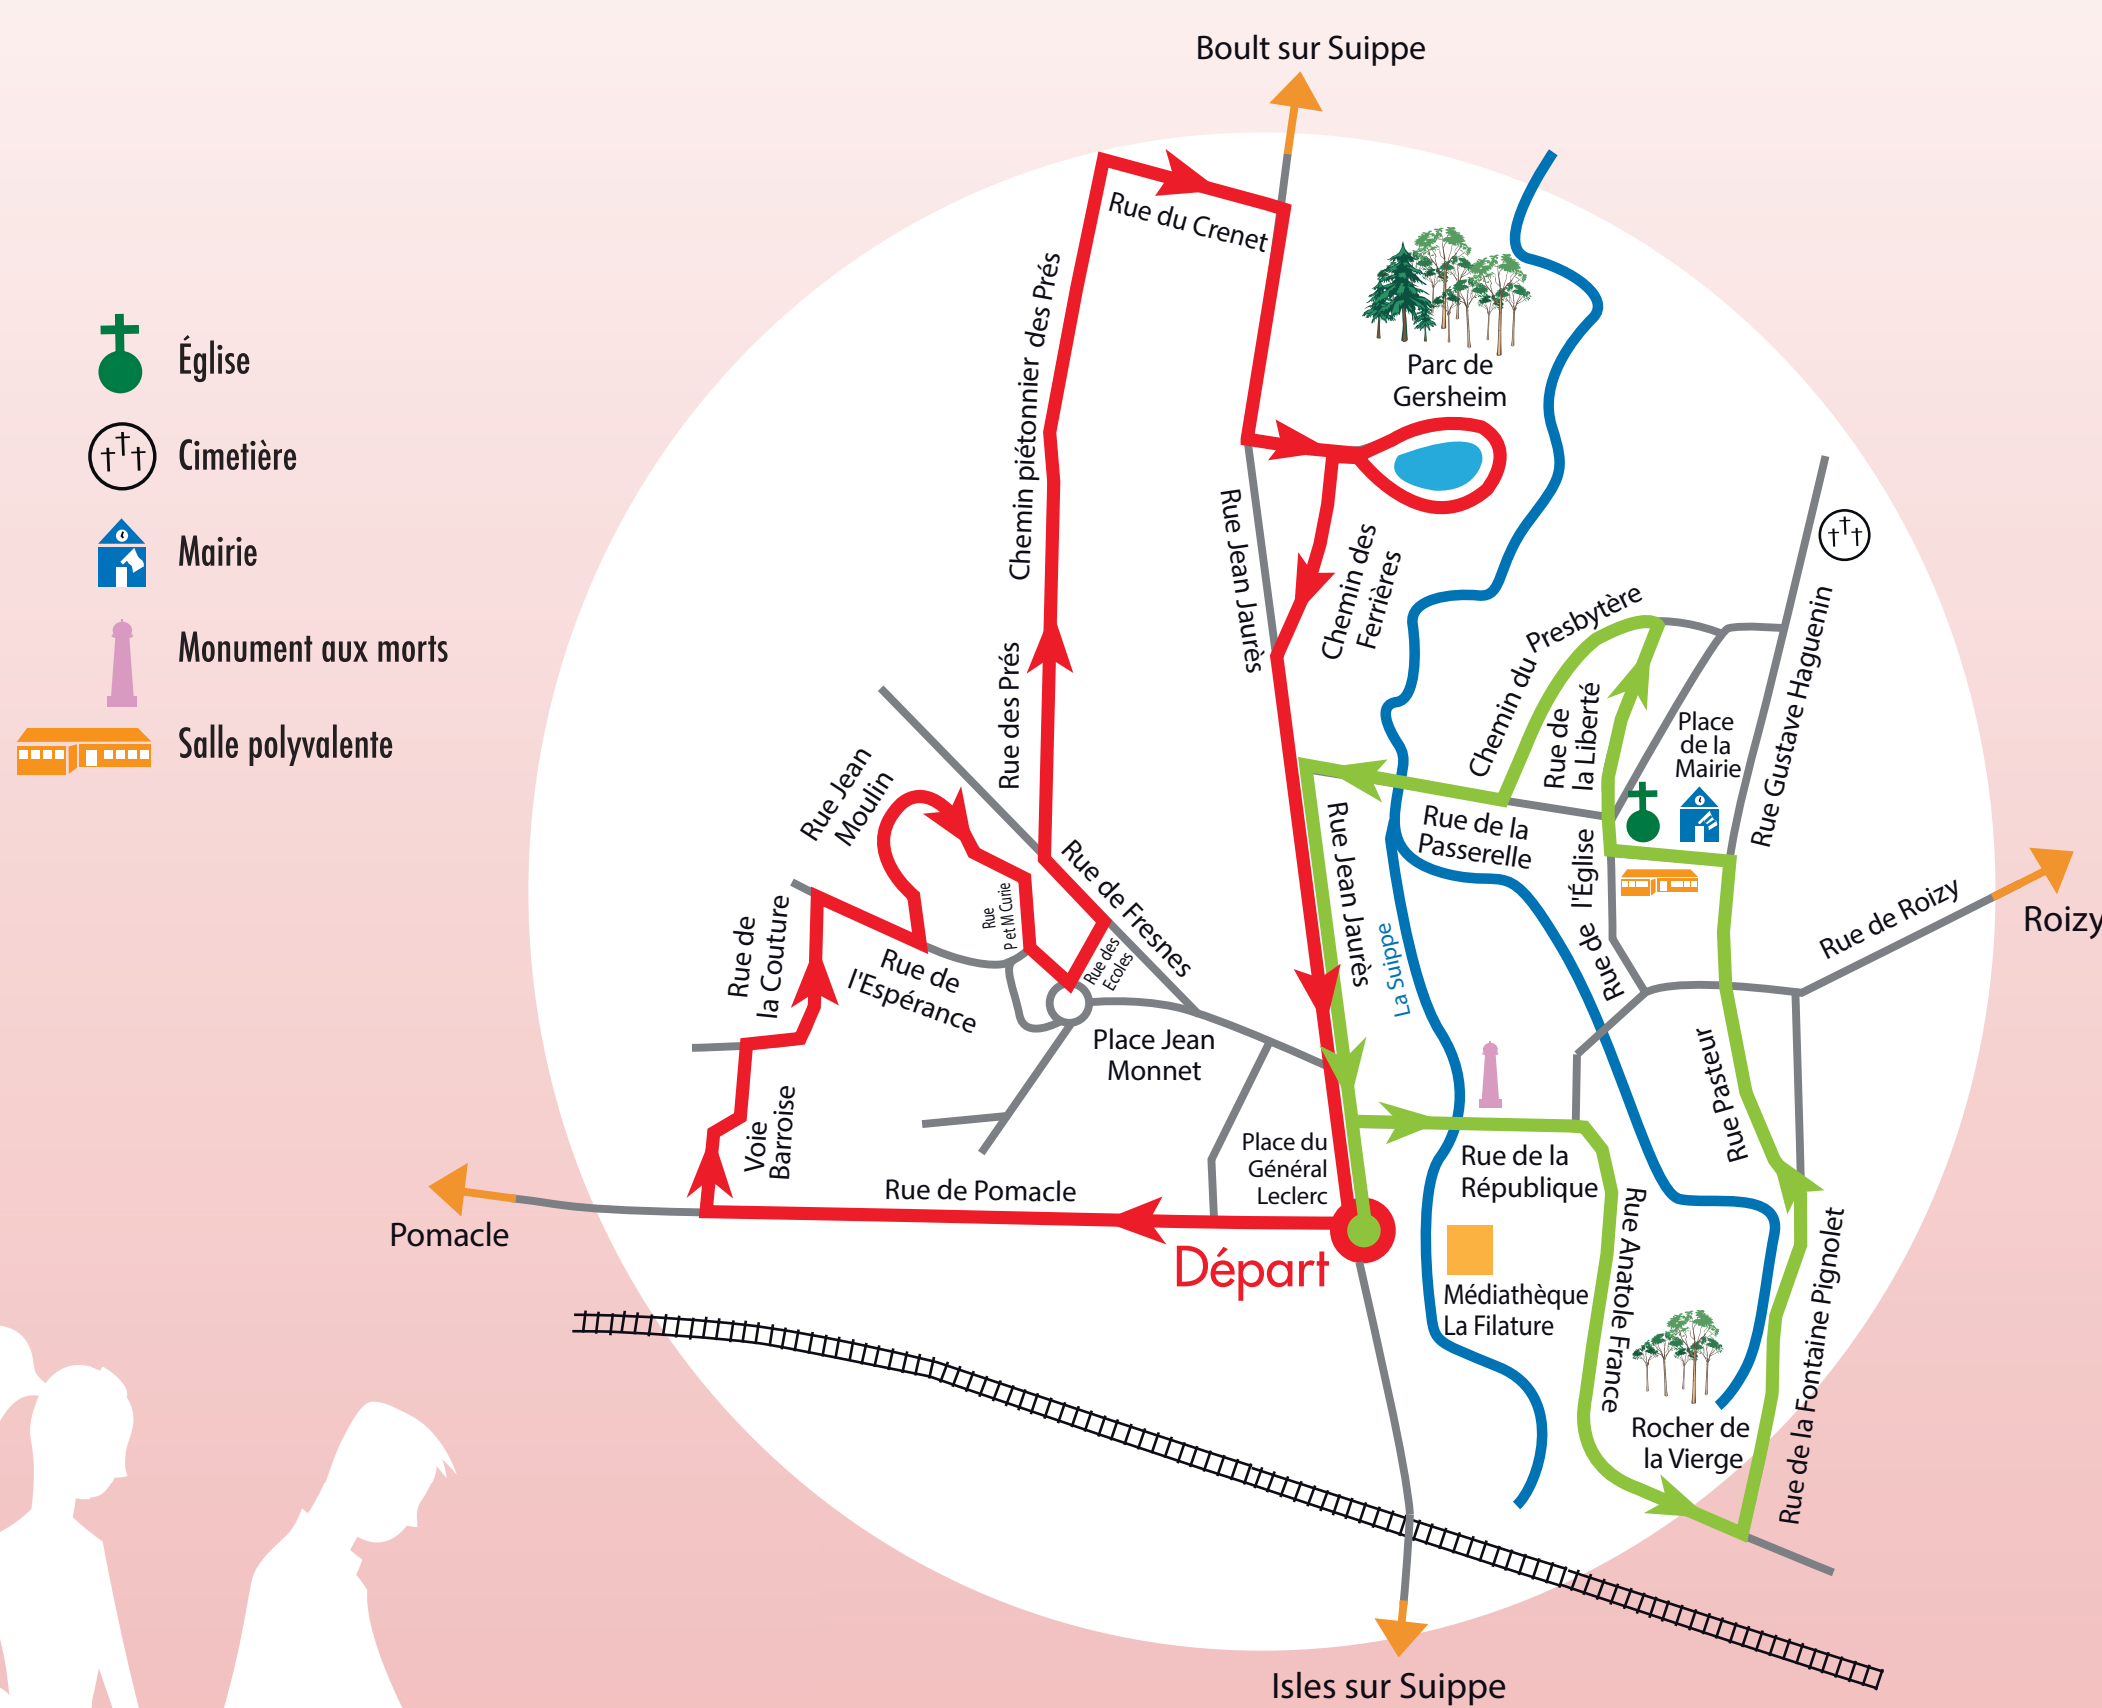 Boult sur Suippe
Rue du Crenet
Chemin piétonnier des Prés
Parc de
Gersheim
Église
Cimetière
Mairie
Monument aux morts
Salle polyvalente
Rue Jean Jaurès
Chemin des
Ferrières
Chemin du Presbytère
Rue de
la Liberté
Place
de la
Mairie
Rue Gustave Haguenin
Rue des Prés
Rue Jean
Moulin
Rue de Fresnes
Rue
P et M Curie
Rue des
Ecoles
Rue de
la Couture
Rue de
l'Espérance
Place Jean
Monnet
Rue Jean Jaurès
La Suippe
Rue de la
Passerelle
Rue de l'Église
Rue de Roizy
Roizy
Voie
Barroise
Rue Pasteur
Place du
Général
Leclerc
Rue de la
République
Rue de Pomacle
Pomacle
Départ
Médiathèque
La Filature
Rue Anatole France
Rocher de
la Vierge
Rue de la Fontaine Pignolet
Isles sur Suippe